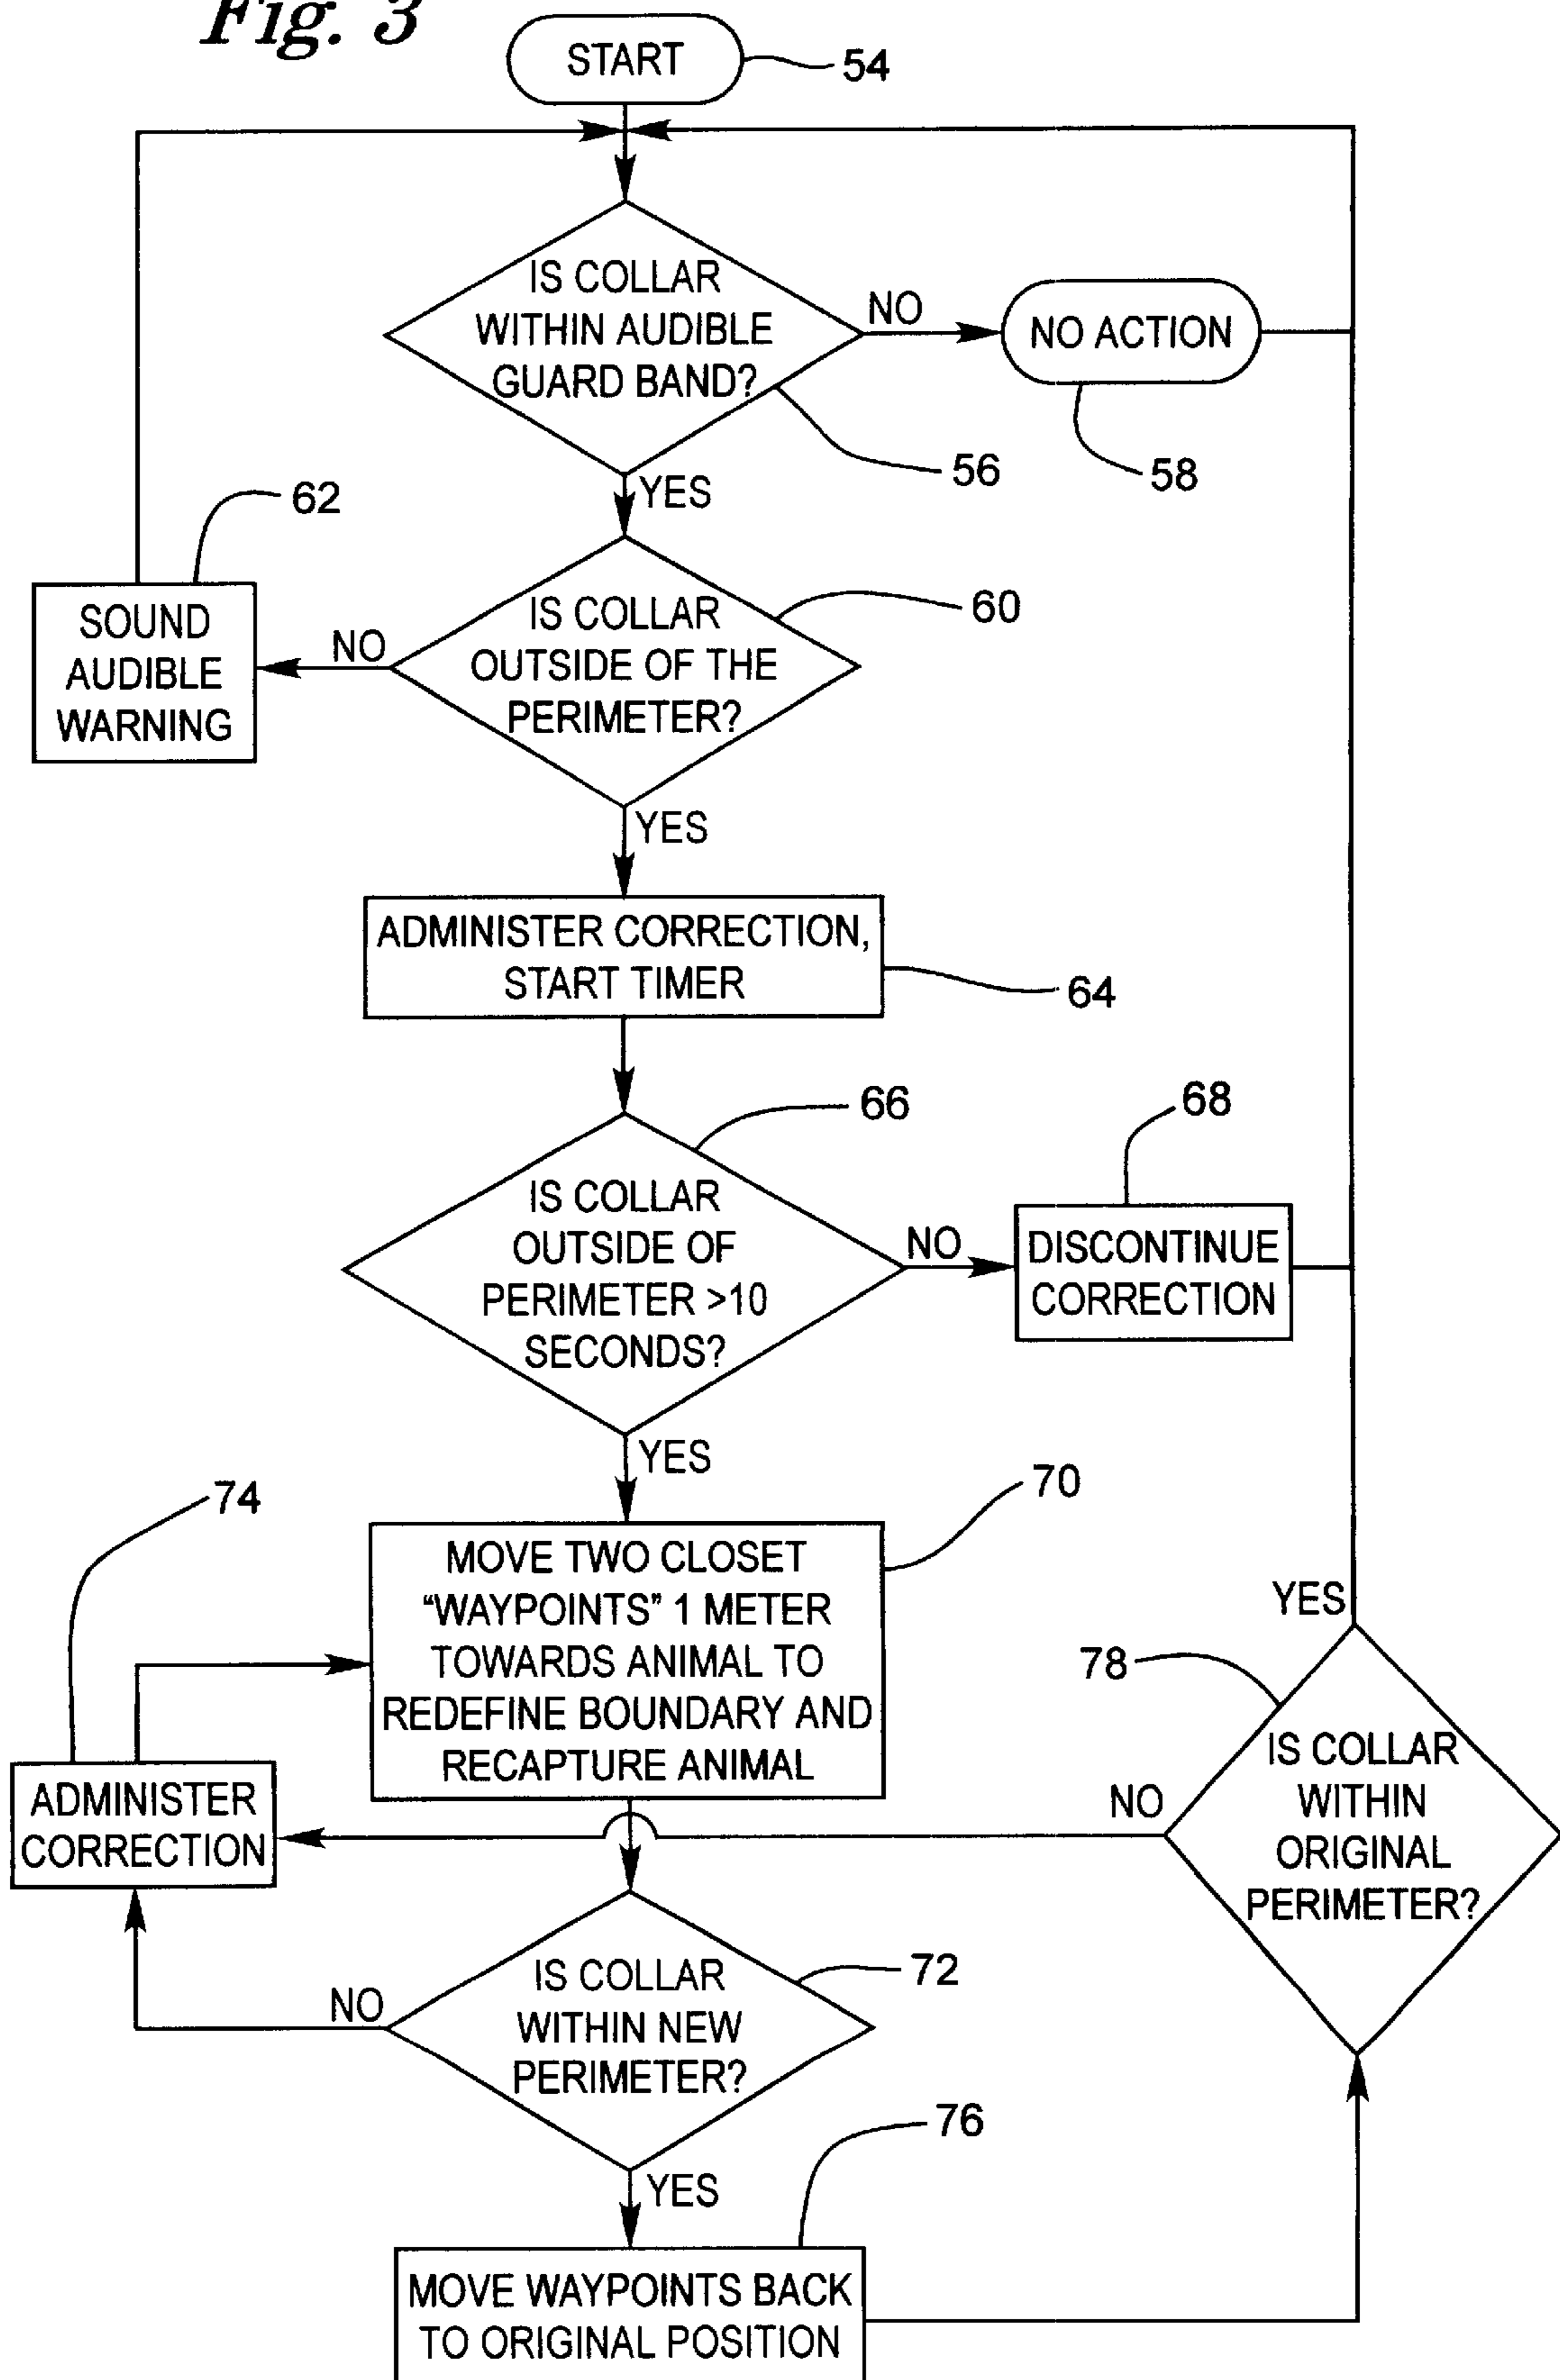 Fig. 3
START
54
IS COLLAR
WITHIN AUDIBLE
GUARD BAND?
NO
NO ACTION
56
58
YES
62
SOUND
AUDIBLE
WARNING
NO
IS COLLAR
OUTSIDE OF THE
PERIMETER?
60
YES
ADMINISTER CORRECTION,
START TIMER
64
66
68
IS COLLAR
OUTSIDE OF
PERIMETER >10
SECONDS?
NO
DISCONTINUE
CORRECTION
YES
74
70
MOVE TWO CLOSET
“WAYPOINTS” 1 METER
TOWARDS ANIMAL TO
REDEFINE BOUNDARY AND
RECAPTURE ANIMAL
YES
78
IS COLLAR
WITHIN
ORIGINAL
PERIMETER?
NO
ADMINISTER
CORRECTION
72
IS COLLAR
WITHIN NEW
PERIMETER?
NO
YES
76
MOVE WAYPOINTS BACK
TO ORIGINAL POSITION